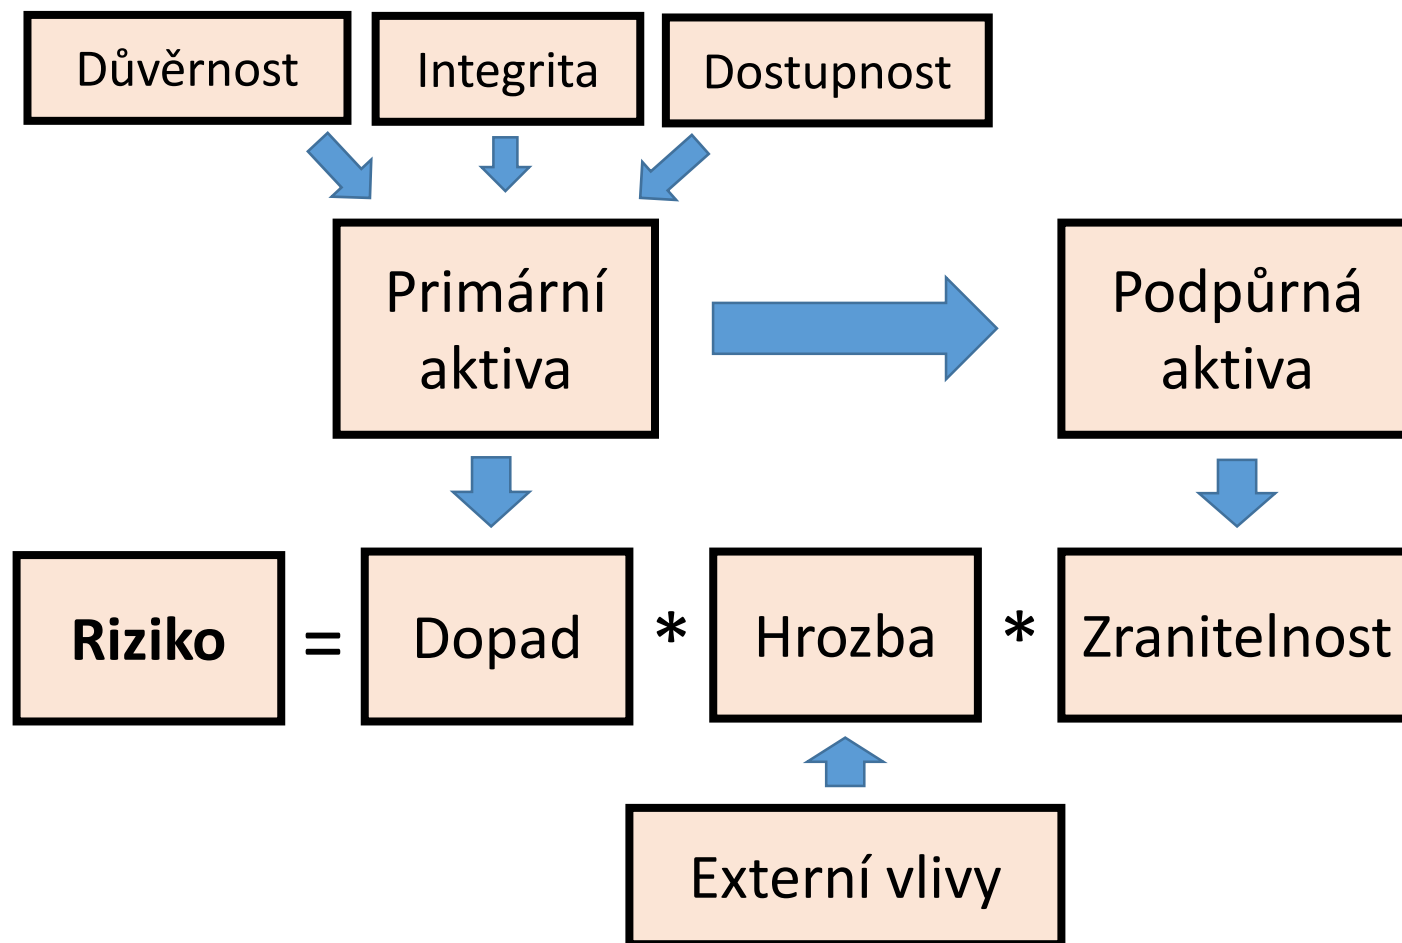 Důvěrnost
Integrita
Dostupnost
Primární
aktiva
Podpůrná
aktiva
Riziko = Dopad * Hrozba * Zranitelnost
Externí vlivy